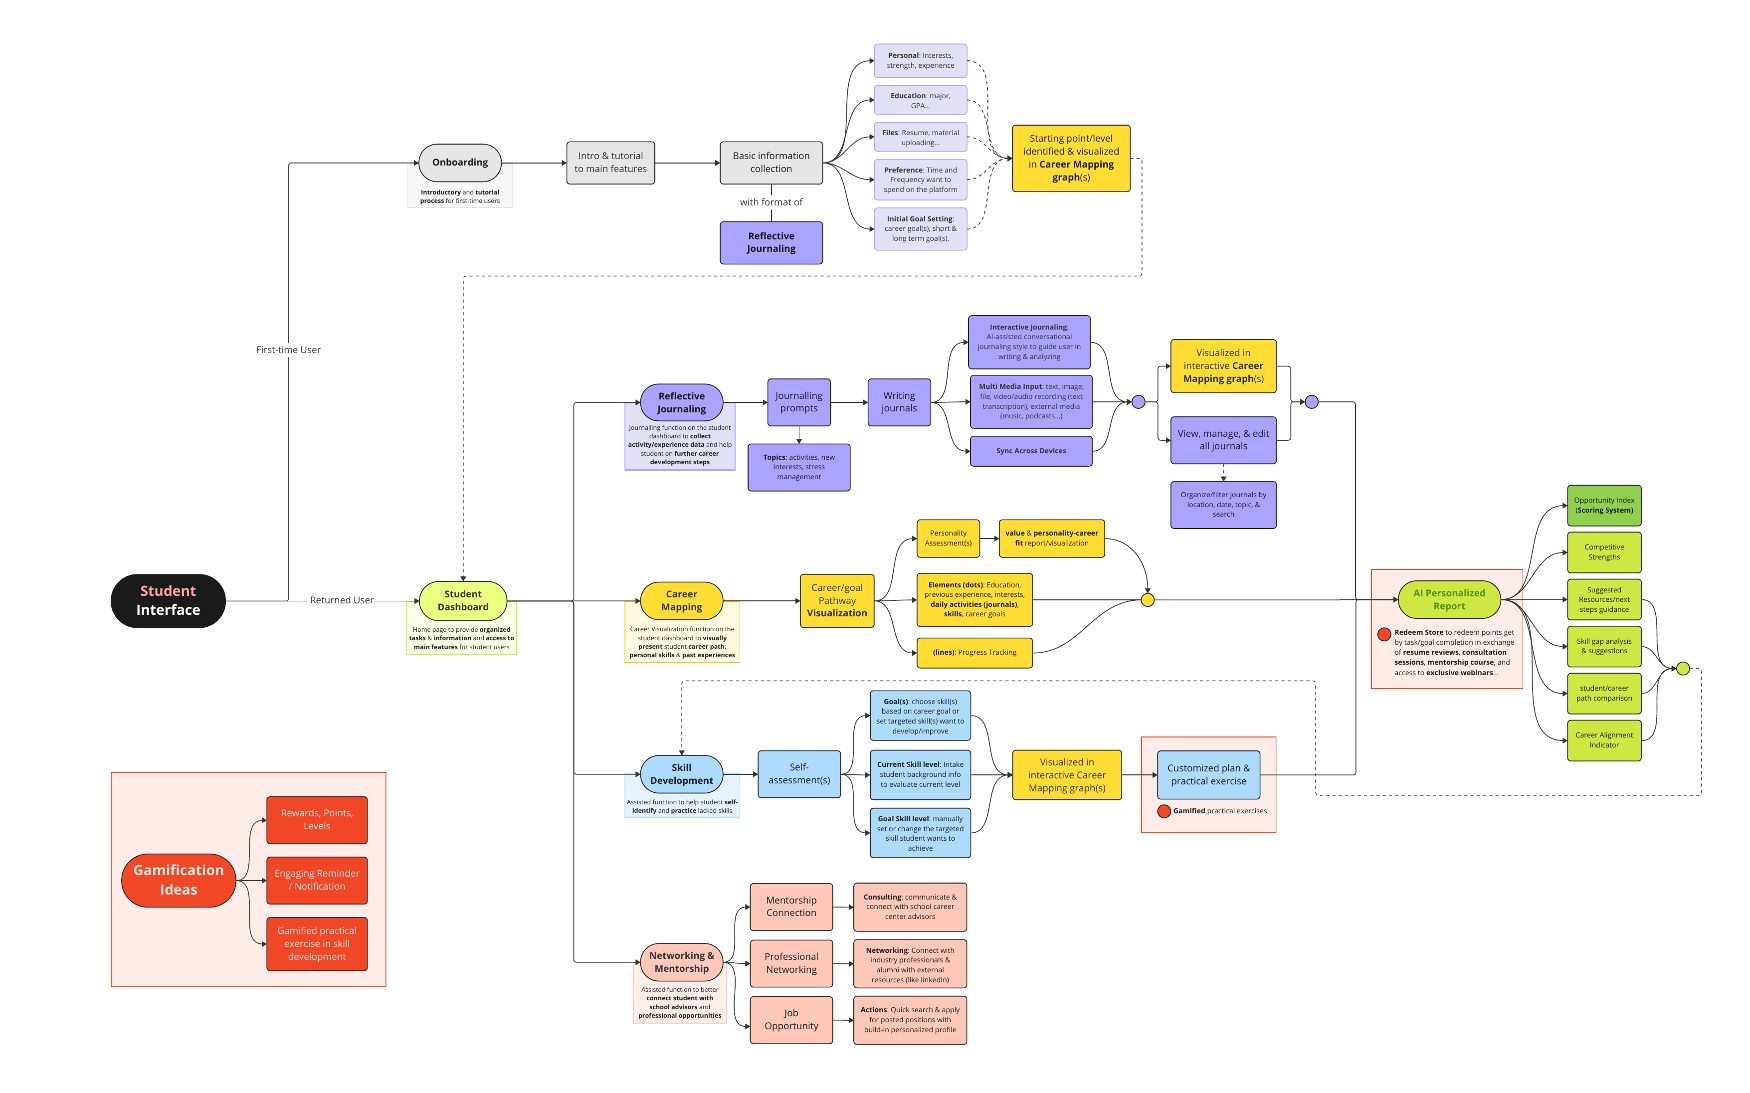 Personal: Interests,
strength, experience
Education: major,
GPA...
Files: Resume, material
uploading...
Preference: Time and
Frequency want to
spend on the platform
Initial Goal Setting:
career goal(s), short &
long term goal(s).
Starting point/level
identified & visualized
in Career Mapping
graph(s)
Onboarding
Introductory and tutorial
process for first-time users
Intro & tutorial
to main features
Basic information
collection
with format of
Reflective
Journaling
First-time User
Student
Interface
Returned User
Student
Dashboard
Home page to provide organized
tasks & information and access to
main features for student users
Reflective
Journaling
Journalling function on the student
dashboard to collect
activity/experience data and help
student on further career
development steps
Journalling
prompts
Topics: activities, new
interests, stress
management
Writing
journals
Interactive Journaling:
AI-assisted conversational
journaling style to guide user in
writing & analyzing
Multi Media Input: text, image,
file, video/audio recording (text
transcription), external media
(music, podcasts...)
Sync Across Devices
Visualized in
interactive Career
Mapping graph(s)
View, manage, & edit
all journals
Organize/filter journals by
location, date, topic, &
search
Career
Mapping
Career Visualization function on the
student dashboard to visually
present student career path,
personal skills & past experiences
Career/goal
Pathway
Visualization
Personality
Assessment(s)
value & personality-career
fit report/visualization
Elements (dots): Education,
previous experience, interests,
daily activities (journals),
skills, career goals
(lines): Progress Tracking
Skill
Development
Assisted function to help student self-
identify and practice lacked skills
Self-
assessment(s)
Goal(s): choose skill(s)
based on career goal or
set targeted skill(s) want to
develop/improve
Current Skill level: Intake
student background info
to evaluate current level
Goal Skill level: manually
set or change the targeted
skill student wants to
achieve
Visualized in
interactive Career
Mapping graph(s)
Customized plan &
practical exercise
Gamified practical exercises
Networking &
Mentorship
Assisted function to better
connect student with
school advisors and
professional opportunities
Mentorship
Connection
Consulting: communicate &
connect with school career
center advisors
Professional
Networking
Networking: Connect with
industry professionals &
alumni with external
resources (like linkedIn)
Job
Opportunity
Actions: Quick search & apply
for posted positions with
build-in personalized profile
AI Personalized
Report
Redeem Store to redeem points get
by task/goal completion in exchange
of resume reviews, consultation
sessions, mentorship course, and
access to exclusive webinars...
Opportunity Index
(Scoring System)
Competitive
Strengths
Suggested
Resources/next
steps guidance
Skill gap analysis
& suggestions
student/career
path comparison
Career Alignment
Indicator
Gamification
Ideas
Rewards, Points,
Levels
Engaging Reminder
/ Notification
Gamified practical
exercise in skill
development